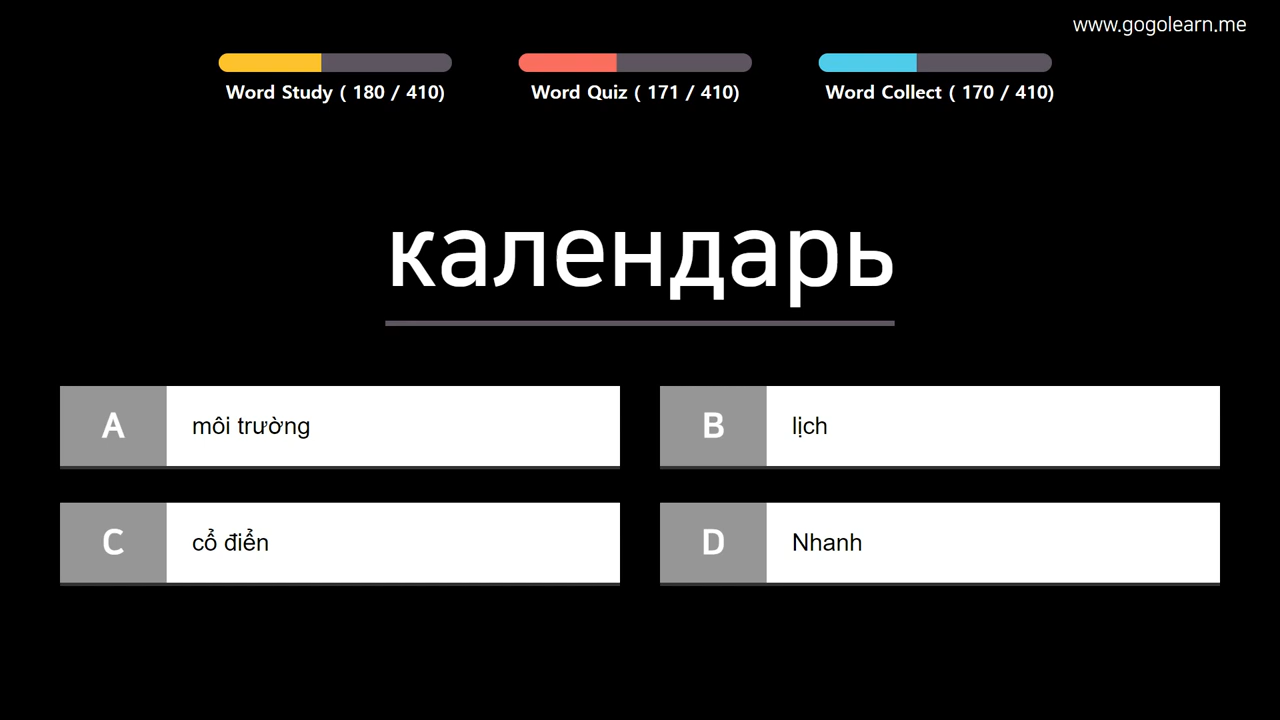 www.gogolearn.me
Word Study ( 180 / 410)
Word Quiz ( 171 / 410)
Word Collect ( 170 / 410)
календарь
A môi trường
B lịch
C cổ điển
D Nhanh